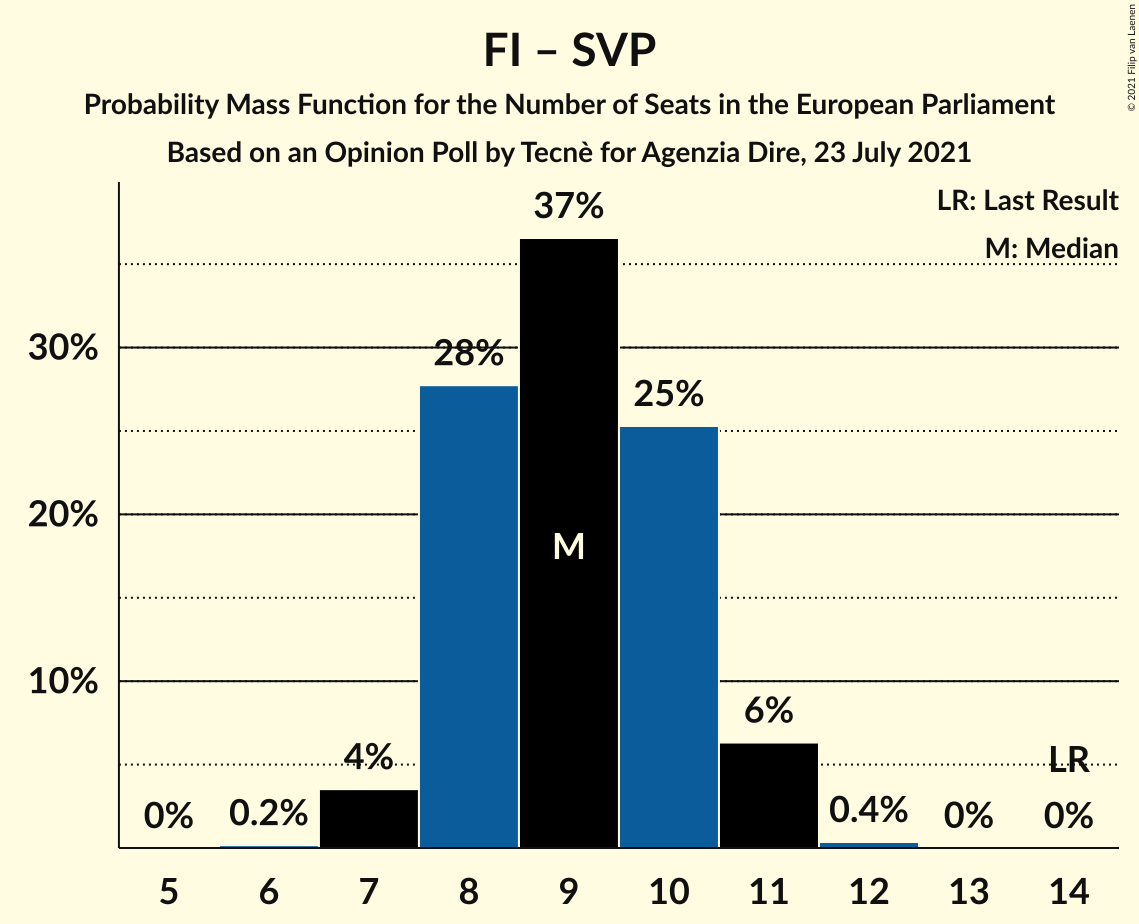 FI – SVP
Probability Mass Function for the Number of Seats in the European Parliament
Based on an Opinion Poll by Tecnè for Agenzia Dire, 23 July 2021
© 2021 Filip van Laenen
LR: Last Result
M: Median
37%
30%
28%
25%
20%
M
10%
6%
4%
LR
0%
0.2%
0.4%
0%
0%
5 6 7 8 9 10 11 12 13 14